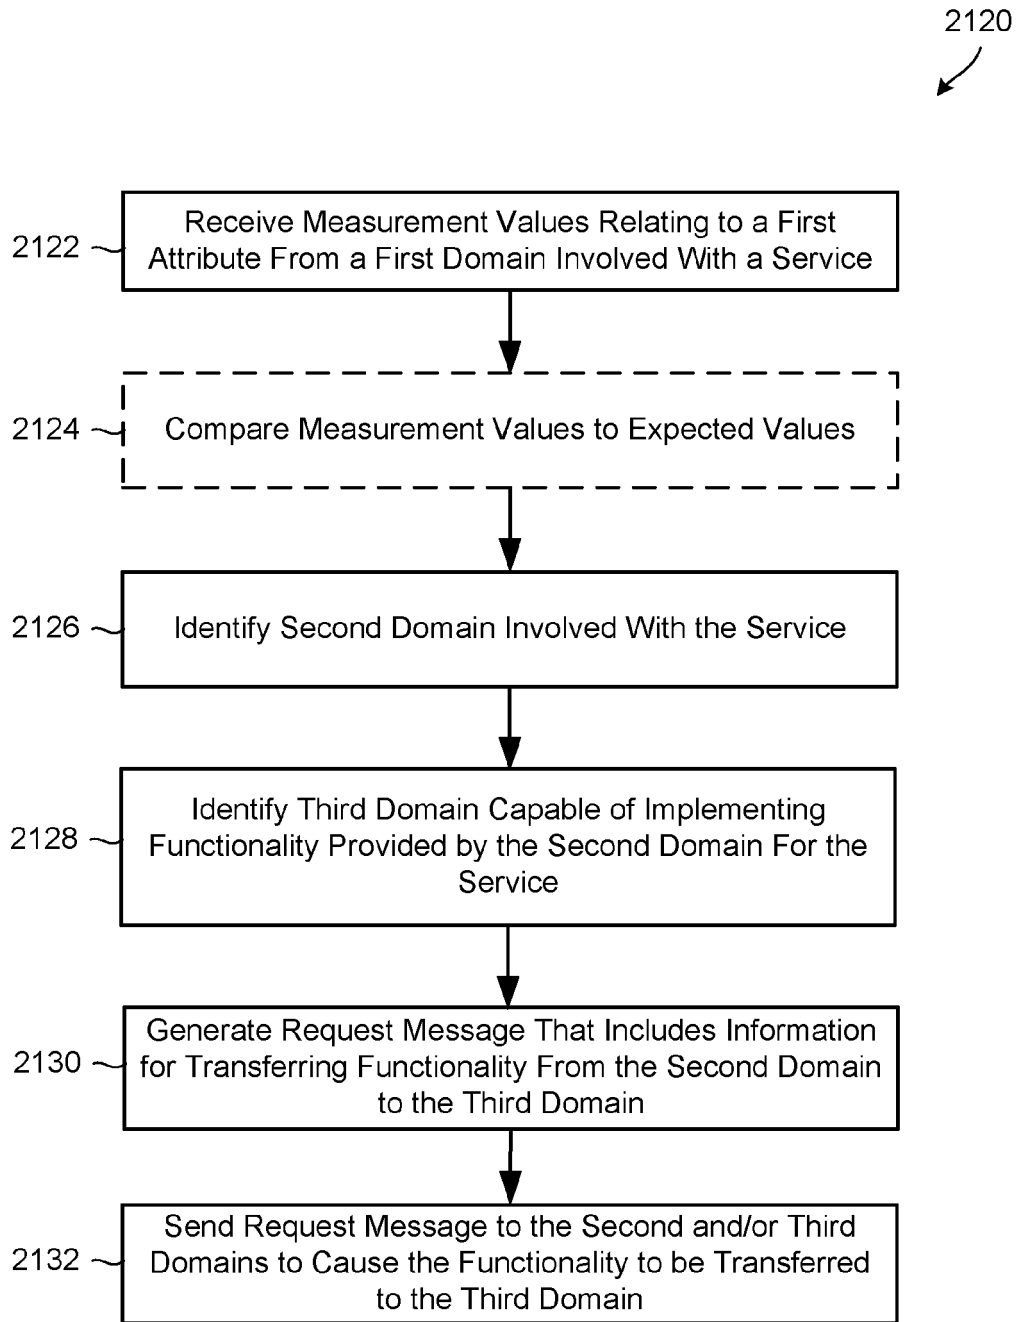 2120
2122
Receive Measurement Values Relating to a First
Attribute From a First Domain Involved With a Service
2124
Compare Measurement Values to Expected Values
2126
Identify Second Domain Involved With the Service
2128
Identify Third Domain Capable of Implementing
Functionality Provided by the Second Domain For the
Service
2130
Generate Request Message That Includes Information
for Transferring Functionality From the Second Domain
to the Third Domain
2132
Send Request Message to the Second and/or Third
Domains to Cause the Functionality to be Transferred
to the Third Domain